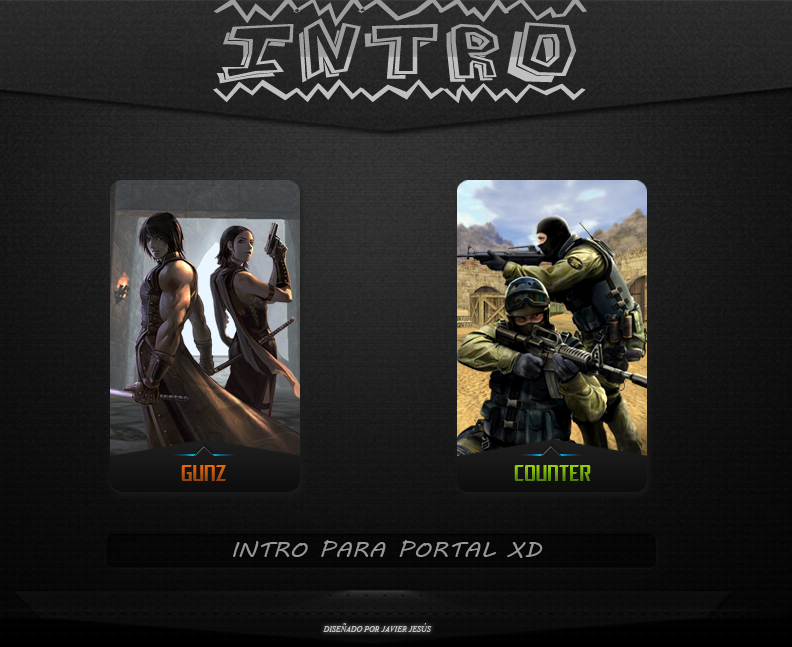 INTRO
GUNZ
COUNTER
INTRO PARA PORTAL XD
DISEÑADO POR JAVIER JESÚS